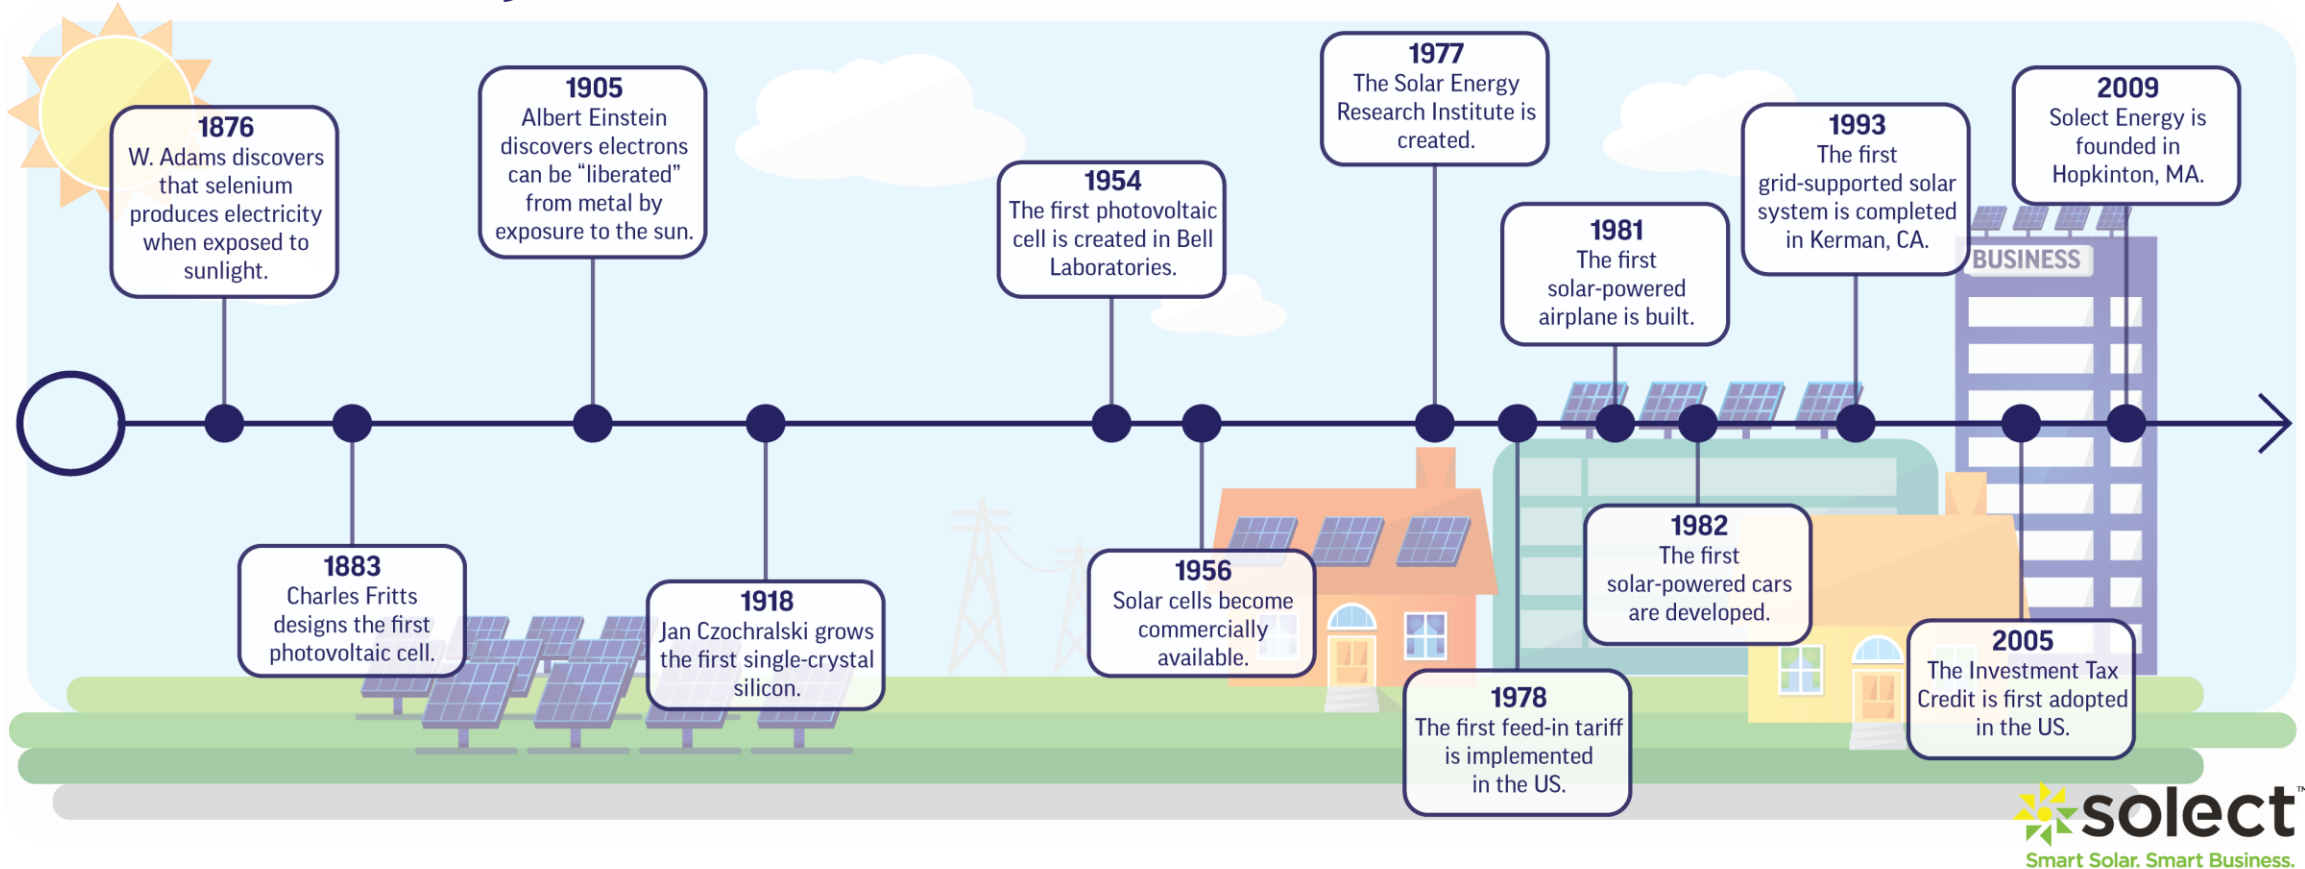 1876
W. Adams discovers
that selenium
produces electricity
when exposed to
sunlight.
1883
Charles Fritts
designs the first
photovoltaic cell.
1905
Albert Einstein
discovers electrons
can be “liberated”
from metal by
exposure to the sun.
1918
Jan Czochralski grows
the first single-crystal
silicon.
1954
The first photovoltaic
cell is created in Bell
Laboratories.
1956
Solar cells become
commercially
available.
1977
The Solar Energy
Research Institute is
created.
1978
The first feed-in tariff
is implemented
in the US.
1981
The first
solar-powered
airplane is built.
1982
The first
solar-powered cars
are developed.
1993
The first
grid-supported solar
system is completed
in Kerman, CA.
2005
The Investment Tax
Credit is first adopted
in the US.
2009
Solect Energy is
founded in
Hopkinton, MA.
BUSINESS
solect™
Smart Solar. Smart Business.